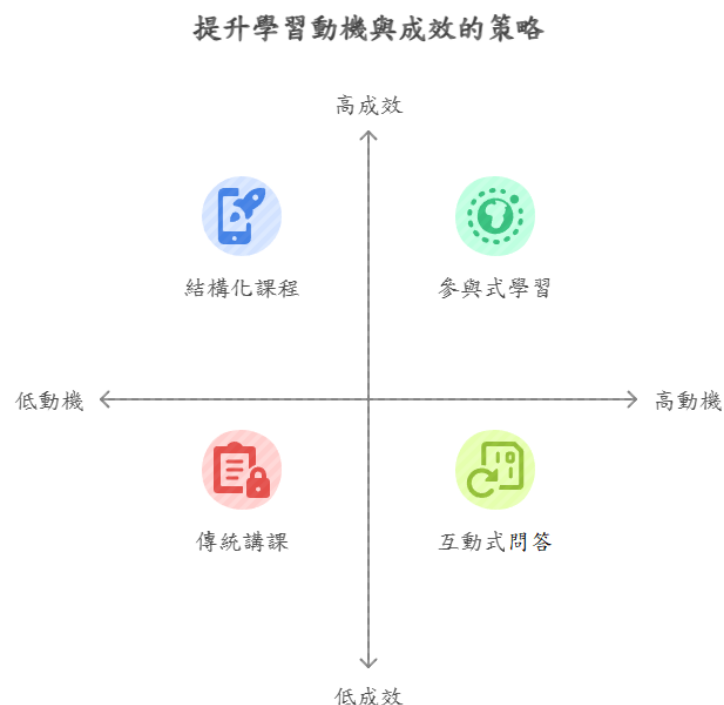 提升學習動機與成效的策略
高成效
結構化課程
參與式學習
低動機
高動機
傳統講課
互動式問答
低成效